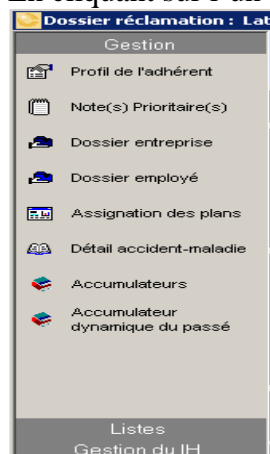 En cliquant sur l'un
Dossier réclamation : Lab
Gestion
Profil de l'adhérent
Note(s) Prioritaire(s)
Dossier entreprise
Dossier employé
Assignation des plans
Détail accident-maladie
Accumulateurs
Accumulateur
dynamique du passé
Listes
Gestion du IH